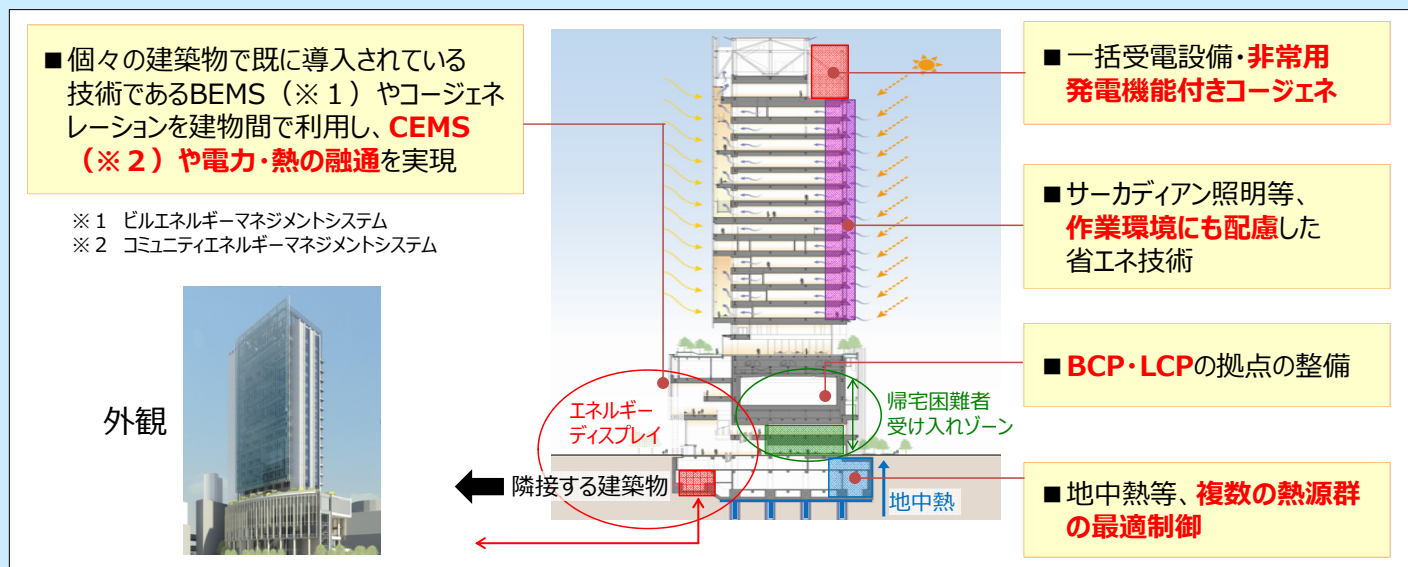 ■個々の建築物で既に導入されている
技術であるBEMS（※１）やコージェネ
レーションを建物間で利用し、CEMS
（※２）や電力・熱の融通を実現
※１　ビルエネルギーマネジメントシステム
※２　コミュニティエネルギーマネジメントシステム
外観
エネルギー
ディスプレイ
帰宅困難者
受け入れゾーン
隣接する建築物
地中熱
■一括受電設備・非常用
発電機能付きコージェネ
■サーカディアン照明等、
作業環境にも配慮した
省エネ技術
■BCP・LCPの拠点の整備
■地中熱等、複数の熱源群
の最適制御